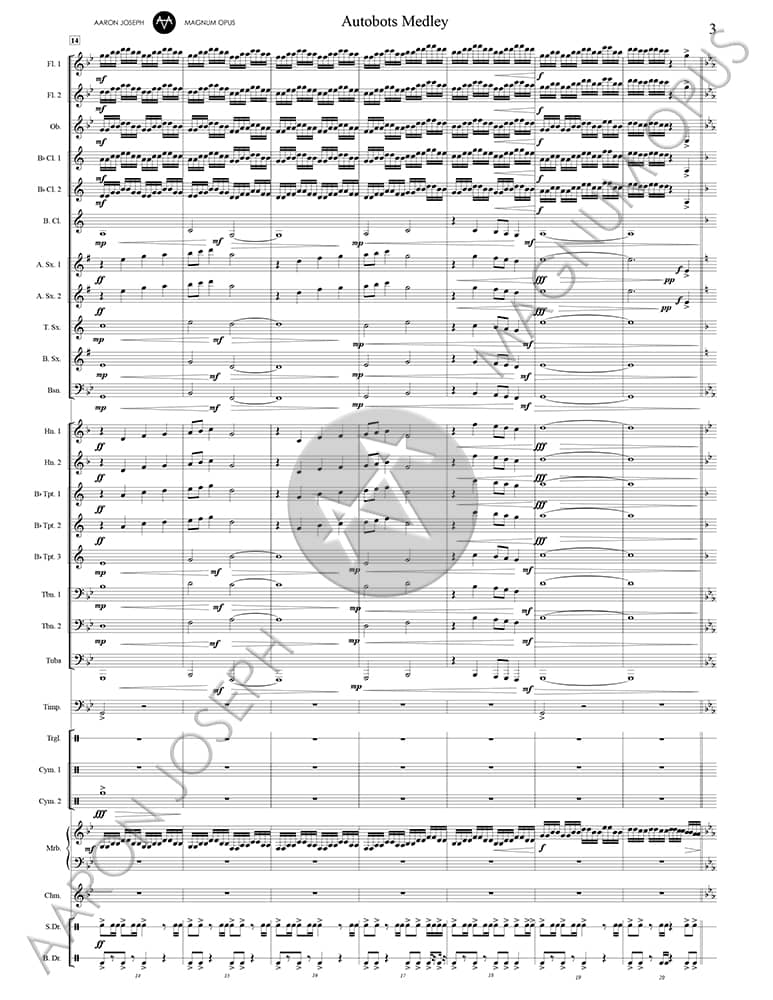 AARON JOSEPH MAGNUM OPUS
Autobots Medley
3
14
Fl. 1
mf f
Fl. 2
mf f
Ob.
mf f
B♭ Cl. 1
mf f
B♭ Cl. 2
mf f
B. Cl.
mp mf mp mf
A. Sx. 1
ff fff pp f
A. Sx. 2
ff fff pp f
T. Sx.
mp mf mp mf
B. Sx.
mp mf mp mf
Bsn.
mp mf mp mf
Hn. 1
ff fff
Hn. 2
ff fff
B♭ Tpt. 1
ff fff
B♭ Tpt. 2
ff fff
B♭ Tpt. 3
mp mf mp mf
Tbn. 1
mp mf mp mf
Tbn. 2
mp mf mp mf
Tuba
mp mf mp mf
Timp.
Trgl.
Cym. 1
Cym. 2
fff
Mrb.
mf f
Chm.
S.Dr.
ff
B. Dr.
14 15 16 17 18 19 20
AARON JOSEPH MAGNUM OPUS